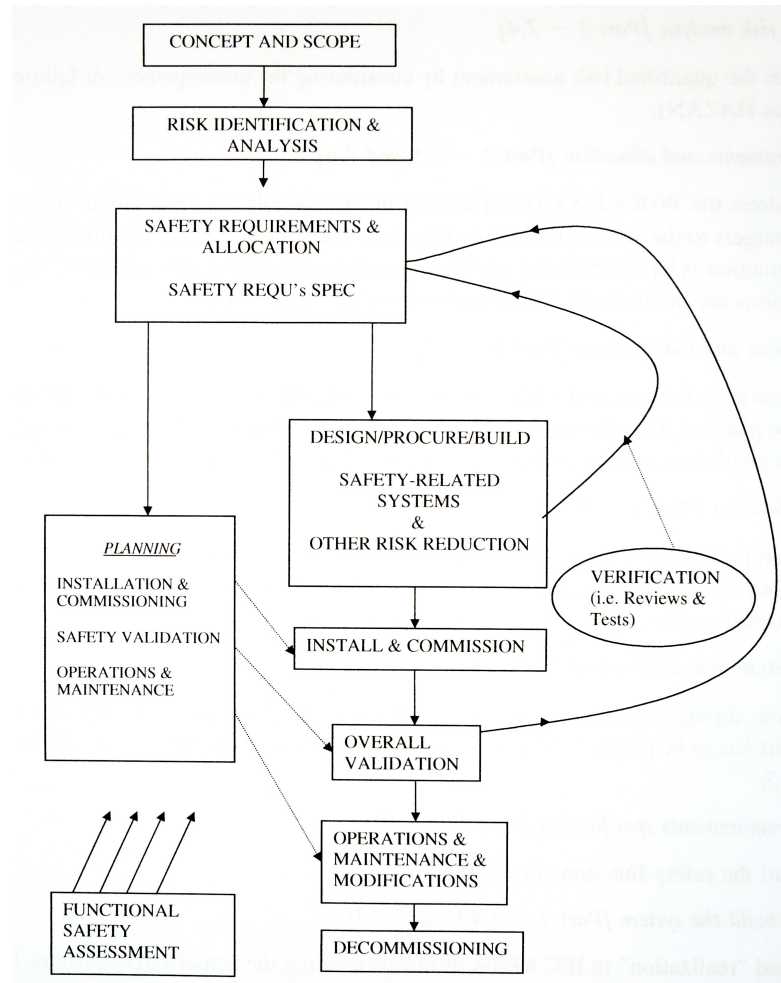 CONCEPT AND SCOPE
RISK IDENTIFICATION &
ANALYSIS
SAFETY REQUIREMENTS &
ALLOCATION
SAFETY REQU's SPEC
DESIGN/PROCURE/BUILD
SAFETY-RELATED
SYSTEMS
&
OTHER RISK REDUCTION
PLANNING
INSTALLATION &
COMMISSIONING
SAFETY VALIDATION
OPERATIONS &
MAINTENANCE
VERIFICATION
(i.e. Reviews &
Tests)
INSTALL & COMMISSION
OVERALL
VALIDATION
OPERATIONS &
MAINTENANCE &
MODIFICATIONS
FUNCTIONAL
SAFETY
ASSESSMENT
DECOMMISSIONING